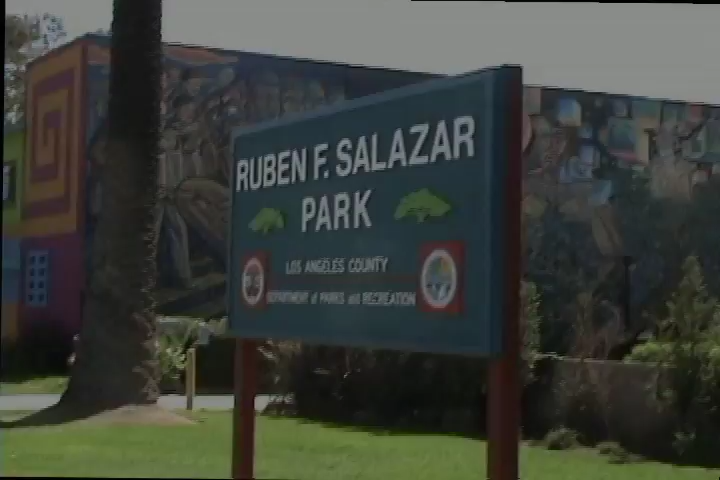 RUBEN F. SALAZAR
PARK
LOS ANGELES COUNTY
DEPARTMENT of PARKS and RECREATION